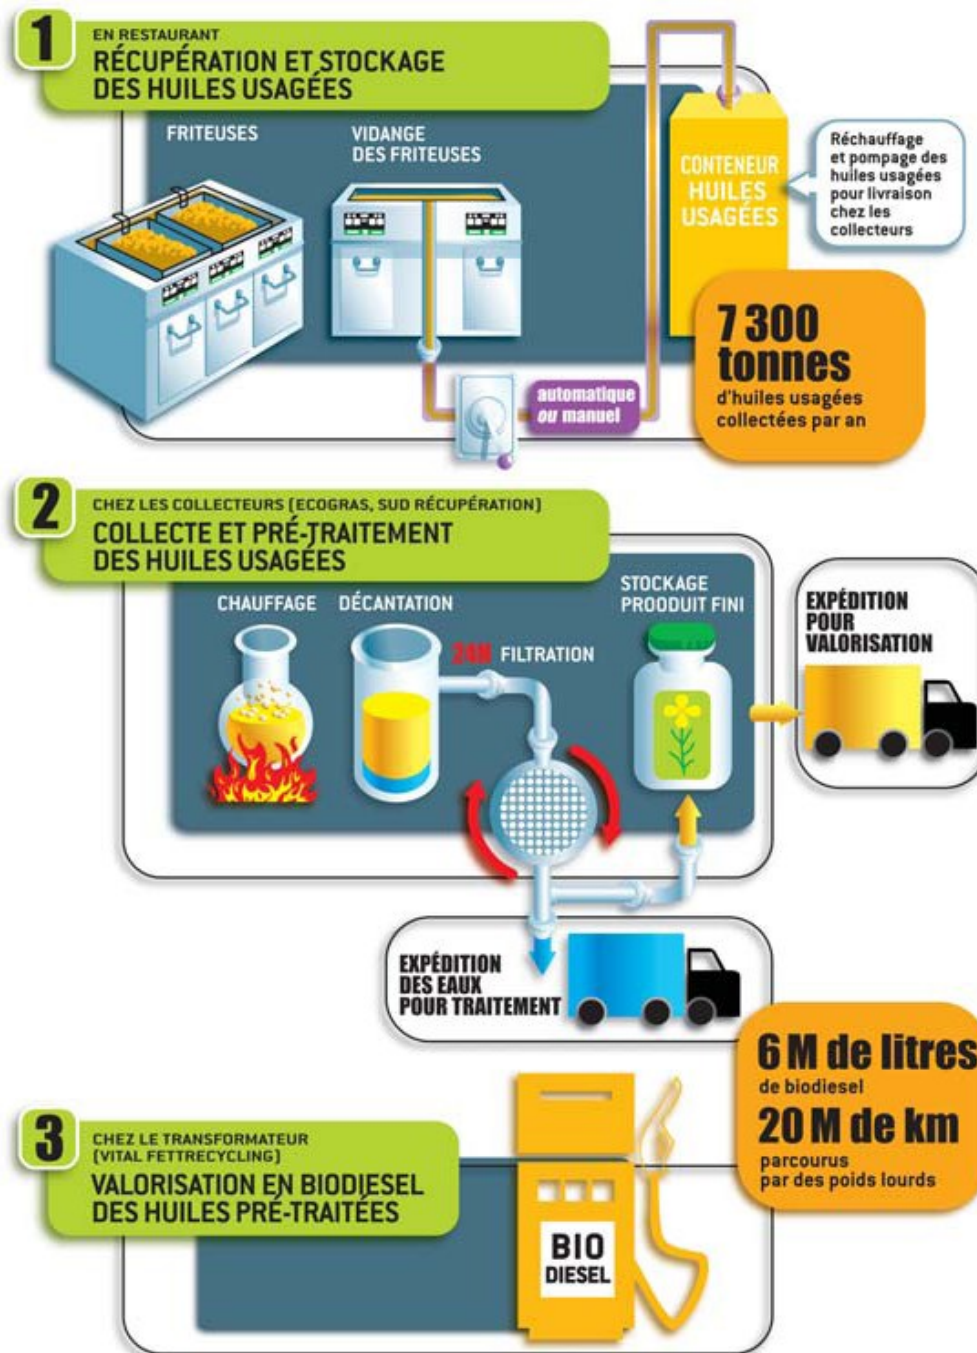 1
EN RESTAURANT
RÉCUPÉRATION ET STOCKAGE
DES HUILES USAGÉES
FRITEUSES
VIDANGE
DES FRITEUSES
CONTENEUR
HUILES
USAGÉES
Réchauffage
et pompage des
huiles usagées
pour livraison
chez les
collecteurs
automatique
ou manuel
7 300
tonnes
d'huiles usagées
collectées par an
2
CHEZ LES COLLECTEURS (ECOGRAS, SUD RÉCUPÉRATION)
COLLECTE ET PRÉ-TRAITEMENT
DES HUILES USAGÉES
CHAUFFAGE
DÉCANTATION
24H FILTRATION
STOCKAGE
PROODUIT FINI
EXPÉDITION
POUR
VALORISATION
EXPÉDITION
DES EAUX
POUR TRAITEMENT
6 M de litres
de biodiesel
20 M de km
parcourus
par des poids lourds
3
CHEZ LE TRANSFORMATEUR
(VITAL FETTRECYCLING)
VALORISATION EN BIODIESEL
DES HUILES PRÉ-TRAITÉES
BIO
DIESEL